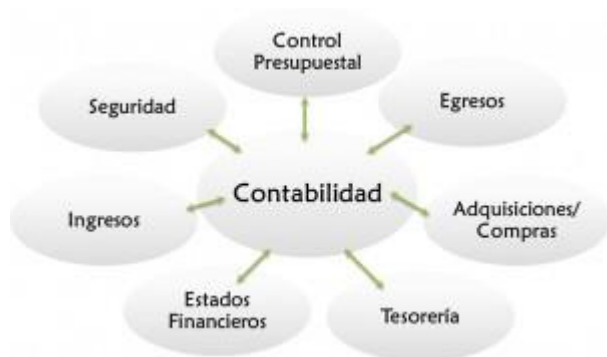 Control
Presupuestal
Seguridad
Egresos
Contabilidad
Ingresos
Adquisiciones/
Compras
Estados
Financieros
Tesorería